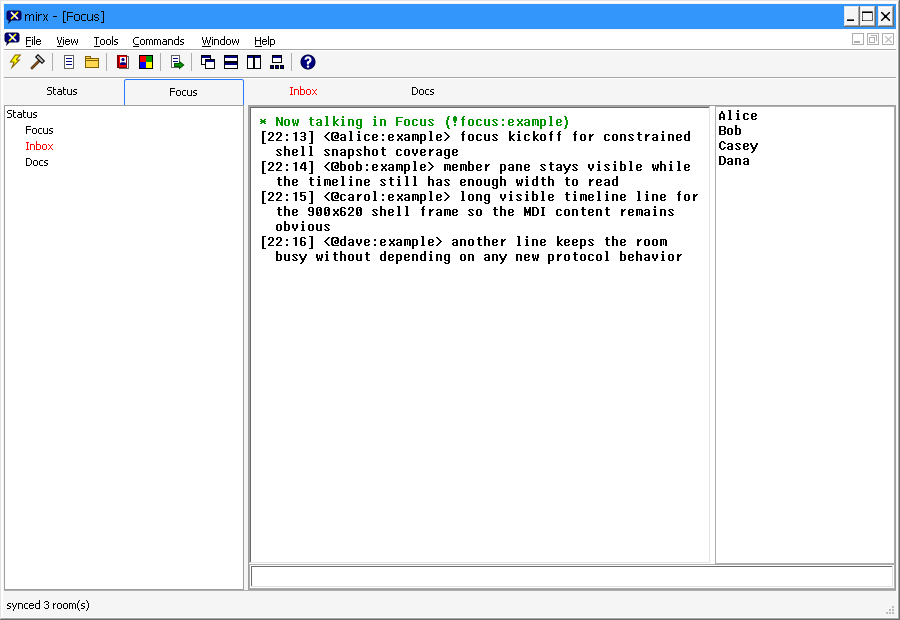 mirx - [Focus]
File View Tools Commands Window Help
Status Focus Inbox Docs
Status
Focus
Inbox
Docs
* Now talking in Focus (!focus:example)
[22:13] <@alice:example> focus kickoff for constrained
shell snapshot coverage
[22:14] <@bob:example> member pane stays visible while
the timeline still has enough width to read
[22:15] <@carol:example> long visible timeline line for
the 900x620 shell frame so the MDI content remains
obvious
[22:16] <@dave:example> another line keeps the room
busy without depending on any new protocol behavior
Alice
Bob
Casey
Dana
synced 3 room(s)